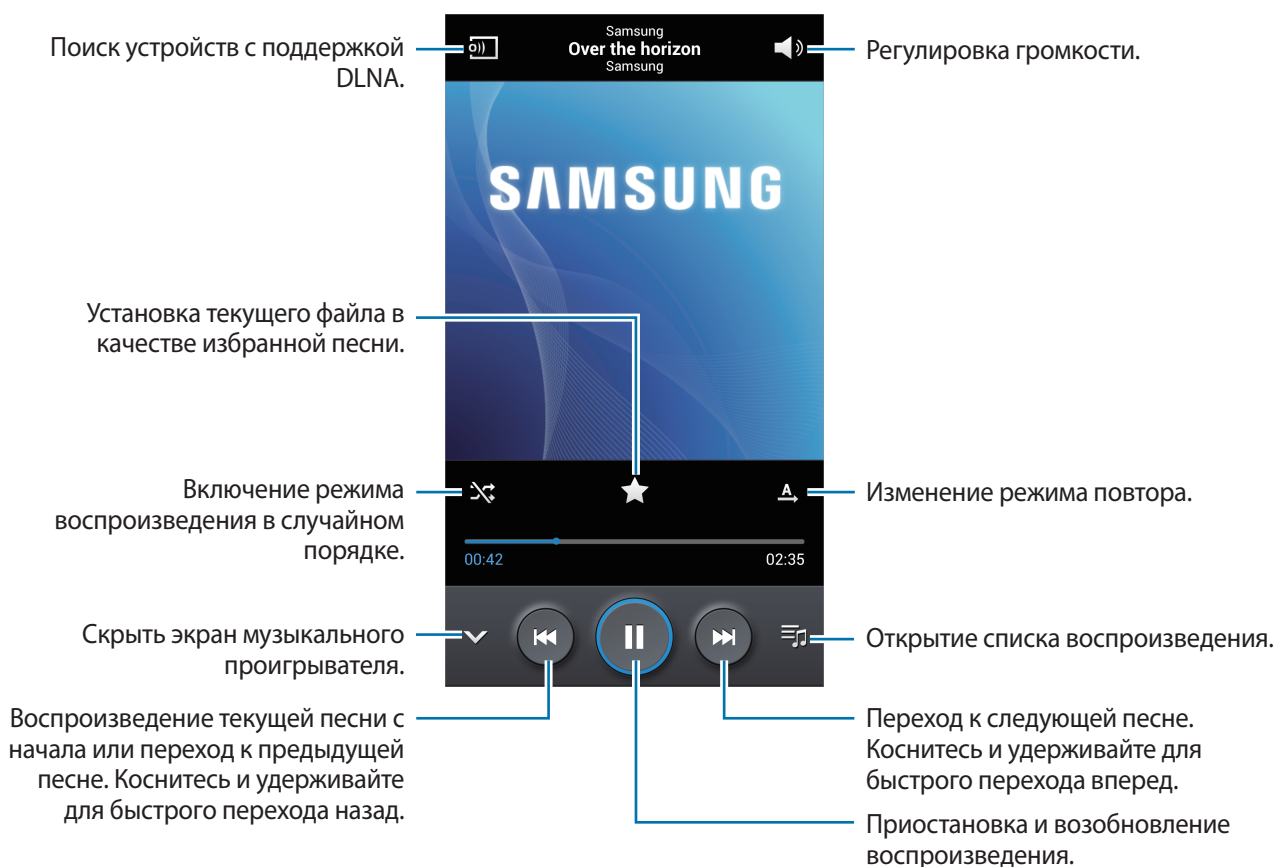 Поиск устройств с поддержкой
DLNA.
Samsung
Over the horizon
Samsung
Регулировка громкости.
SAMSUNG
Установка текущего файла в
качестве избранной песни.
Включение режима
воспроизведения в случайном
порядке.
A
Изменение режима повтора.
00:42
02:35
Скрыть экран музыкального
проигрывателя.
Открытие списка воспроизведения.
Воспроизведение текущей песни с
начала или переход к предыдущей
песне. Коснитесь и удерживайте
для быстрого перехода назад.
Переход к следующей песне.
Коснитесь и удерживайте для
быстрого перехода вперед.
Приостановка и возобновление
воспроизведения.